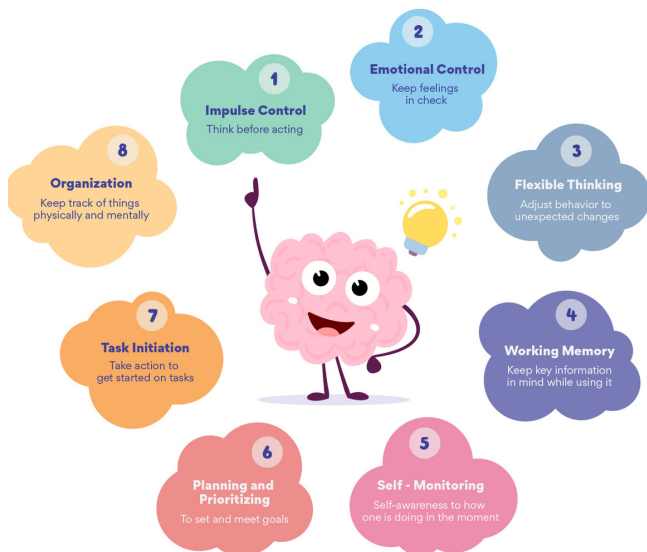 1
Impulse Control
Think before acting
2
Emotional Control
Keep feelings
in check
3
Flexible Thinking
Adjust behavior to
unexpected changes
4
Working Memory
Keep key information
in mind while using it
5
Self - Monitoring
Self-awareness to how
one is doing in the moment
6
Planning and
Prioritizing
To set and meet goals
7
Task Initiation
Take action to
get started on tasks
8
Organization
Keep track of things
physically and mentally